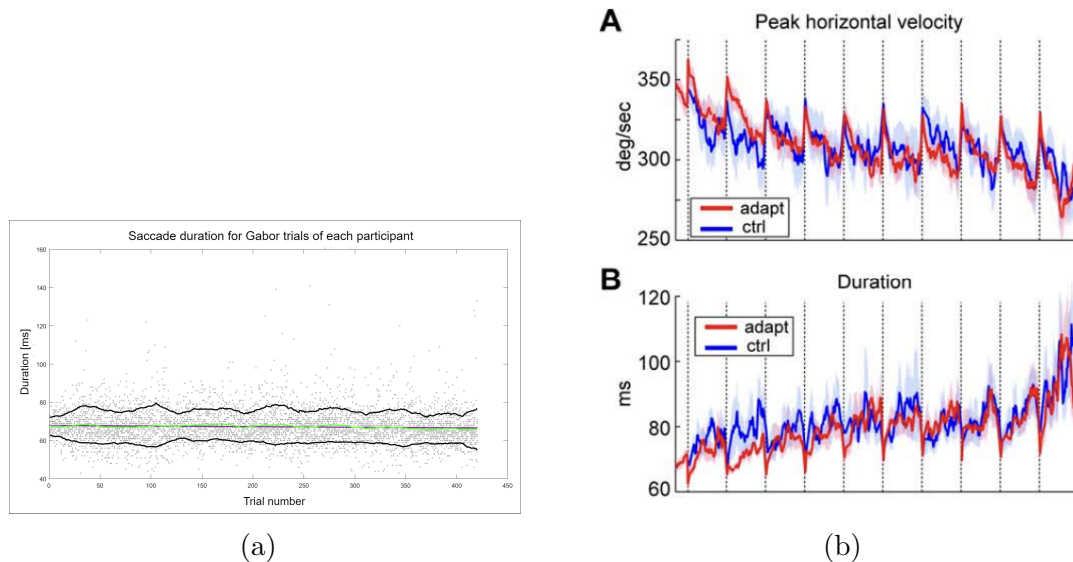 Saccade duration for Gabor trials of each participant
Duration [ms]
160
140
120
100
80
60
40
0
50
100
150
200
250
300
350
400
450
Trial number
(a)
A
Peak horizontal velocity
deg/sec
350
300
250
adapt
ctrl
B
Duration
ms
120
100
80
60
adapt
ctrl
(b)